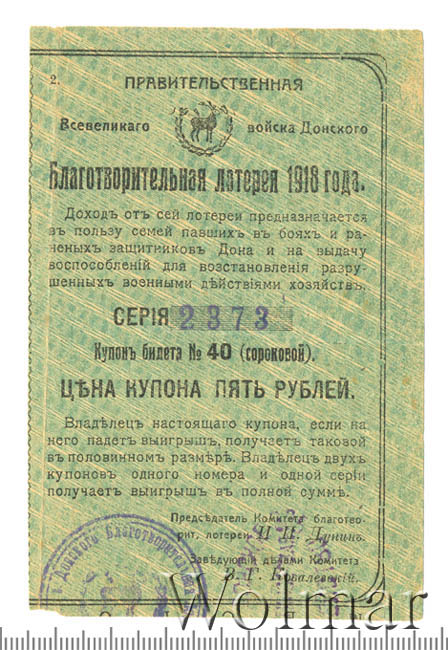 2.
ПРАВИТЕЛЬСТВЕННАЯ
Всевеликаго войска Донского
Благотворительная лотерея 1918 года.
Доходъ отъ сей лотереи предназначается
въ пользу семей павшихъ въ бояхъ и ра-
неныхъ защитниковъ Дона и на выдачу
воспособленій для возстановленія разру-
шенныхъ военными дѣйствіями хозяйствъ.
СЕРІЯ 2373
Купонъ билета № 40 (сороковой).
ЦѢНА КУПОНА ПЯТЬ РУБЛЕЙ.
Владѣлецъ настоящаго купона, если на
него падетъ выигрышъ, получаетъ таковой
въ половинномъ размѣрѣ. Владѣлецъ двухъ
купоновъ одного номера и одной серіи
получаетъ выигрышъ въ полной суммѣ.
Предсѣдатель Комитета благотво-
рит. лотереи П. И. Дунинъ.
Завѣдующій дѣлами Комитета
В. Г. Ковалевскій.
Донского Благотворительна
Wolmar